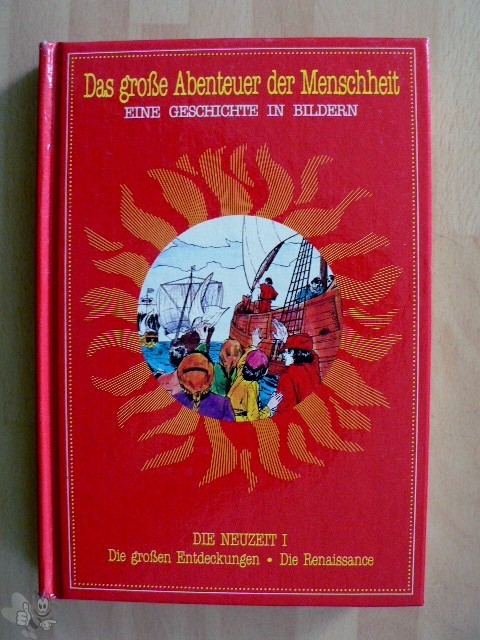 Das große Abenteuer der Menschheit
EINE GESCHICHTE IN BILDERN
DIE NEUZEIT I
Die großen Entdeckungen • Die Renaissance